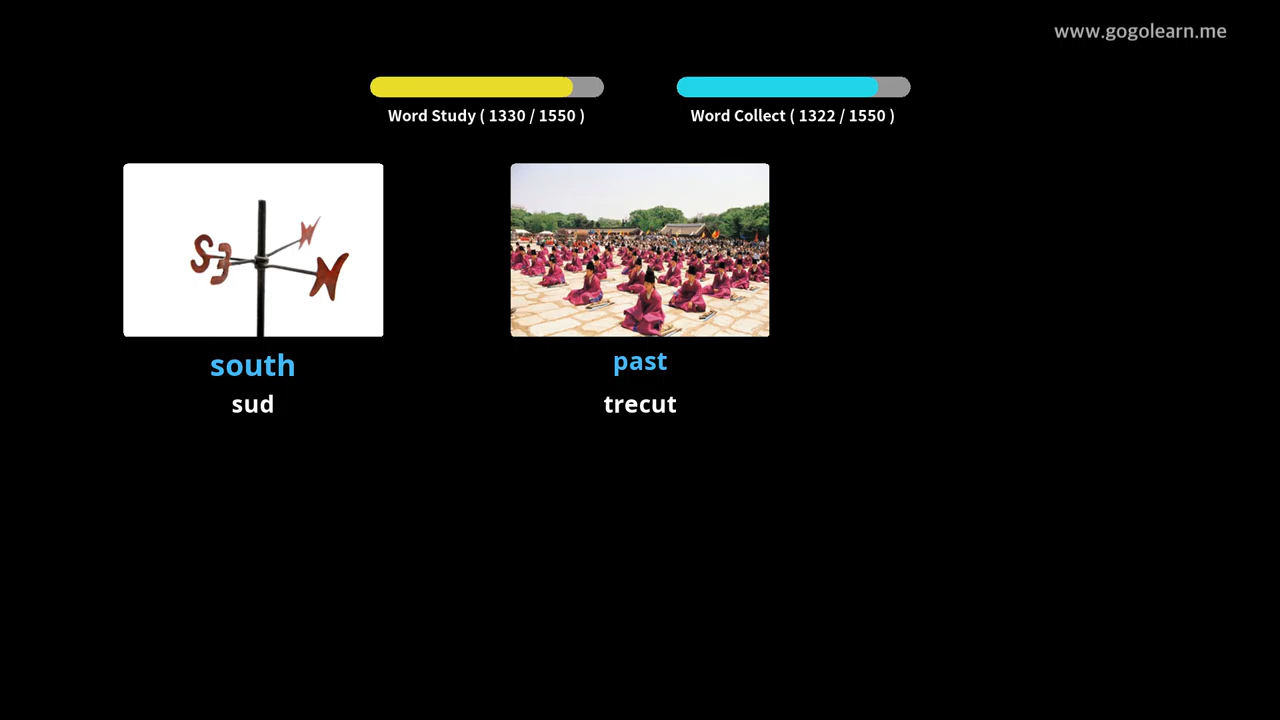 www.gogolearn.me
Word Study ( 1330 / 1550 )
Word Collect ( 1322 / 1550 )
S
E
N
south
sud
past
trecut